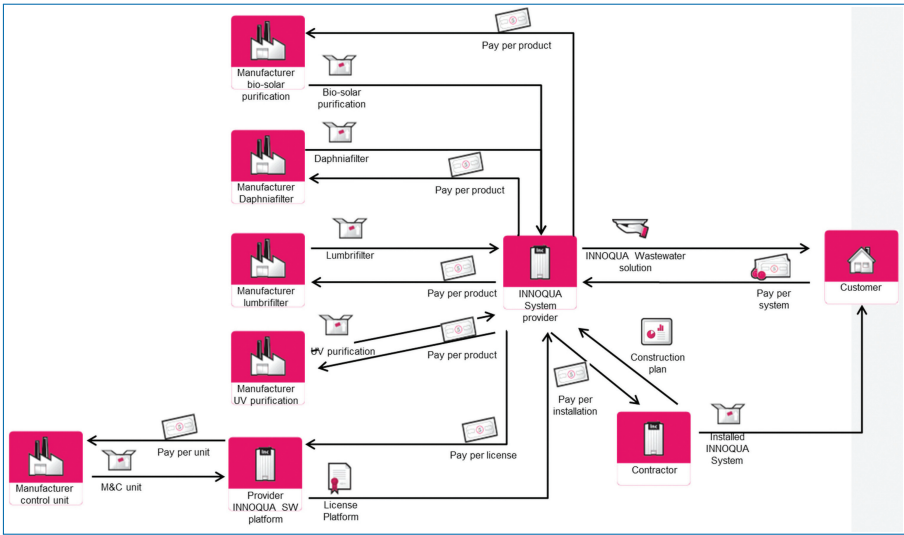 Pay per product
Manufacturer
bio-solar
purification
Bio-solar
purification
Daphniafilter
Manufacturer
Daphniafilter
Pay per product
Lumbrifilter
INNOQUA Wastewater
solution
Manufacturer
lumbrifilter
Pay per product
INNOQUA
System
provider
Pay per
system
Customer
UV purification
Pay per product
Construction
plan
Manufacturer
UV purification
Pay per
installation
Pay per unit
Pay per license
Installed
INNOQUA
System
Contractor
Manufacturer
control unit
M&C unit
Provider
INNOQUA SW
platform
License
Platform